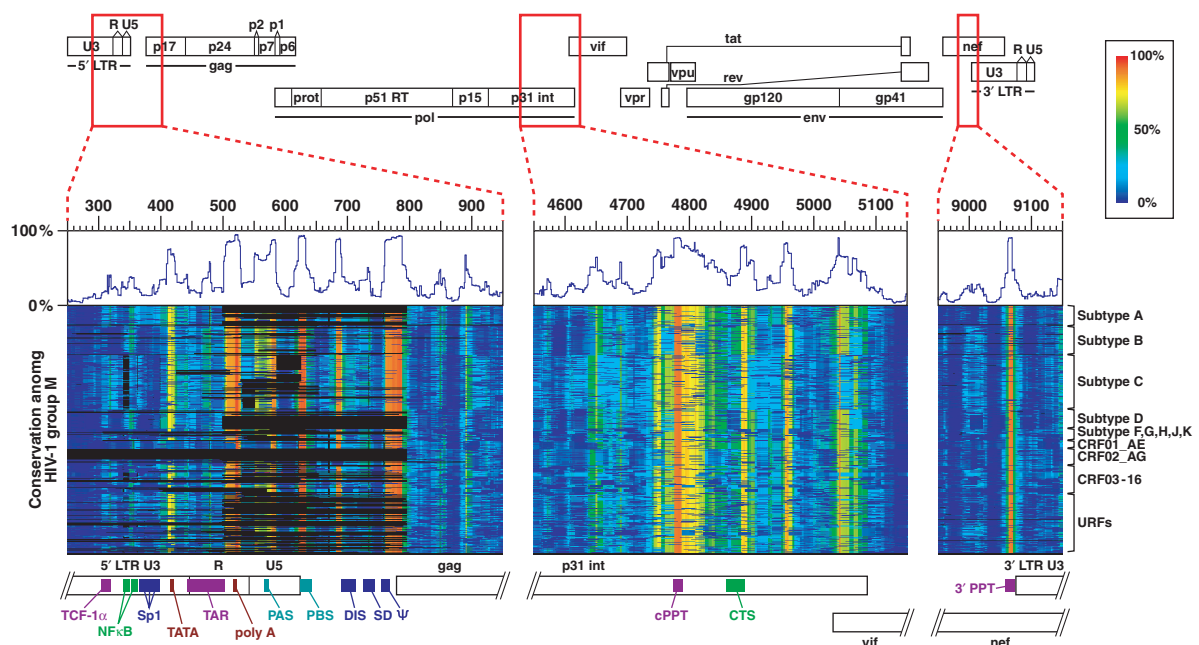 R U5
p2 p1
U3
p17
p24
p7
p6
vif
tat
nef
R U5
5′ LTR
gag
vpu
rev
U3
3′ LTR
prot
p51 RT
p15
p31 int
vpr
gp120
gp41
pol
env
100%
50%
0%
300 400 500 600 700 800 900
4600 4700 4800 4900 5000 5100
9000 9100
100%
0%
Conservation amomg
HIV-1 group M
Subtype A
Subtype B
Subtype C
Subtype D
Subtype F,G,H,J,K
CRF01_AE
CRF02_AG
CRF03-16
URFs
5′ LTR U3
R
U5
gag
p31 int
3′ LTR U3
TCF-1α
NFκB
Sp1
TATA
TAR
poly A
PAS
PBS
DIS
SD
Ψ
cPPT
CTS
3′ PPT
vif
nef